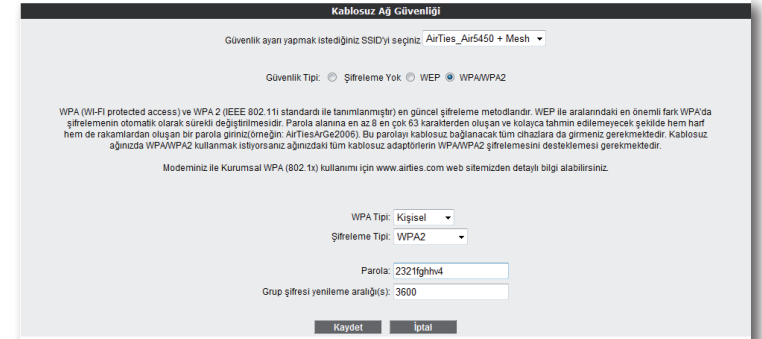 Kablosuz Ağ Güvenliği
Güvenlik ayarı yapmak istediğiniz SSID'yi seçiniz AirTies_Air5450 + Mesh
Güvenlik Tipi: Şifreleme Yok WEP WPA/WPA2
WPA (WI-FI protected access) ve WPA 2 (IEEE 802.11i standardı ile tanımlanmıştır) en güncel şifreleme metodlarıdır. WEP ile aralarındaki en önemli fark WPA'da
şifrelemenin otomatik olarak sürekli değiştirilmesidir. Parola alanına en az 8 en çok 63 karakterden oluşan ve kolayca tahmin edilemeyecek şekilde hem harf
hem de rakamlardan oluşan bir parola giriniz(örneğin: AirTiesArGe2006). Bu parolayı kablosuz bağlanacak tüm cihazlara da girmeniz gerekmektedir. Kablosuz
ağınızda WPA/WPA2 kullanmak istiyorsanız ağınızdaki tüm kablosuz adaptörlerin WPA/WPA2 şifrelemesini desteklemesi gerekmektedir.
Modeminiz ile Kurumsal WPA (802.1x) kullanımı için www.airties.com web sitemizden detaylı bilgi alabilirsiniz.
WPA Tipi: Kişisel
Şifreleme Tipi: WPA2
Parola: 2321fghhv4
Grup şifresi yenileme aralığı(s): 3600
Kaydet İptal